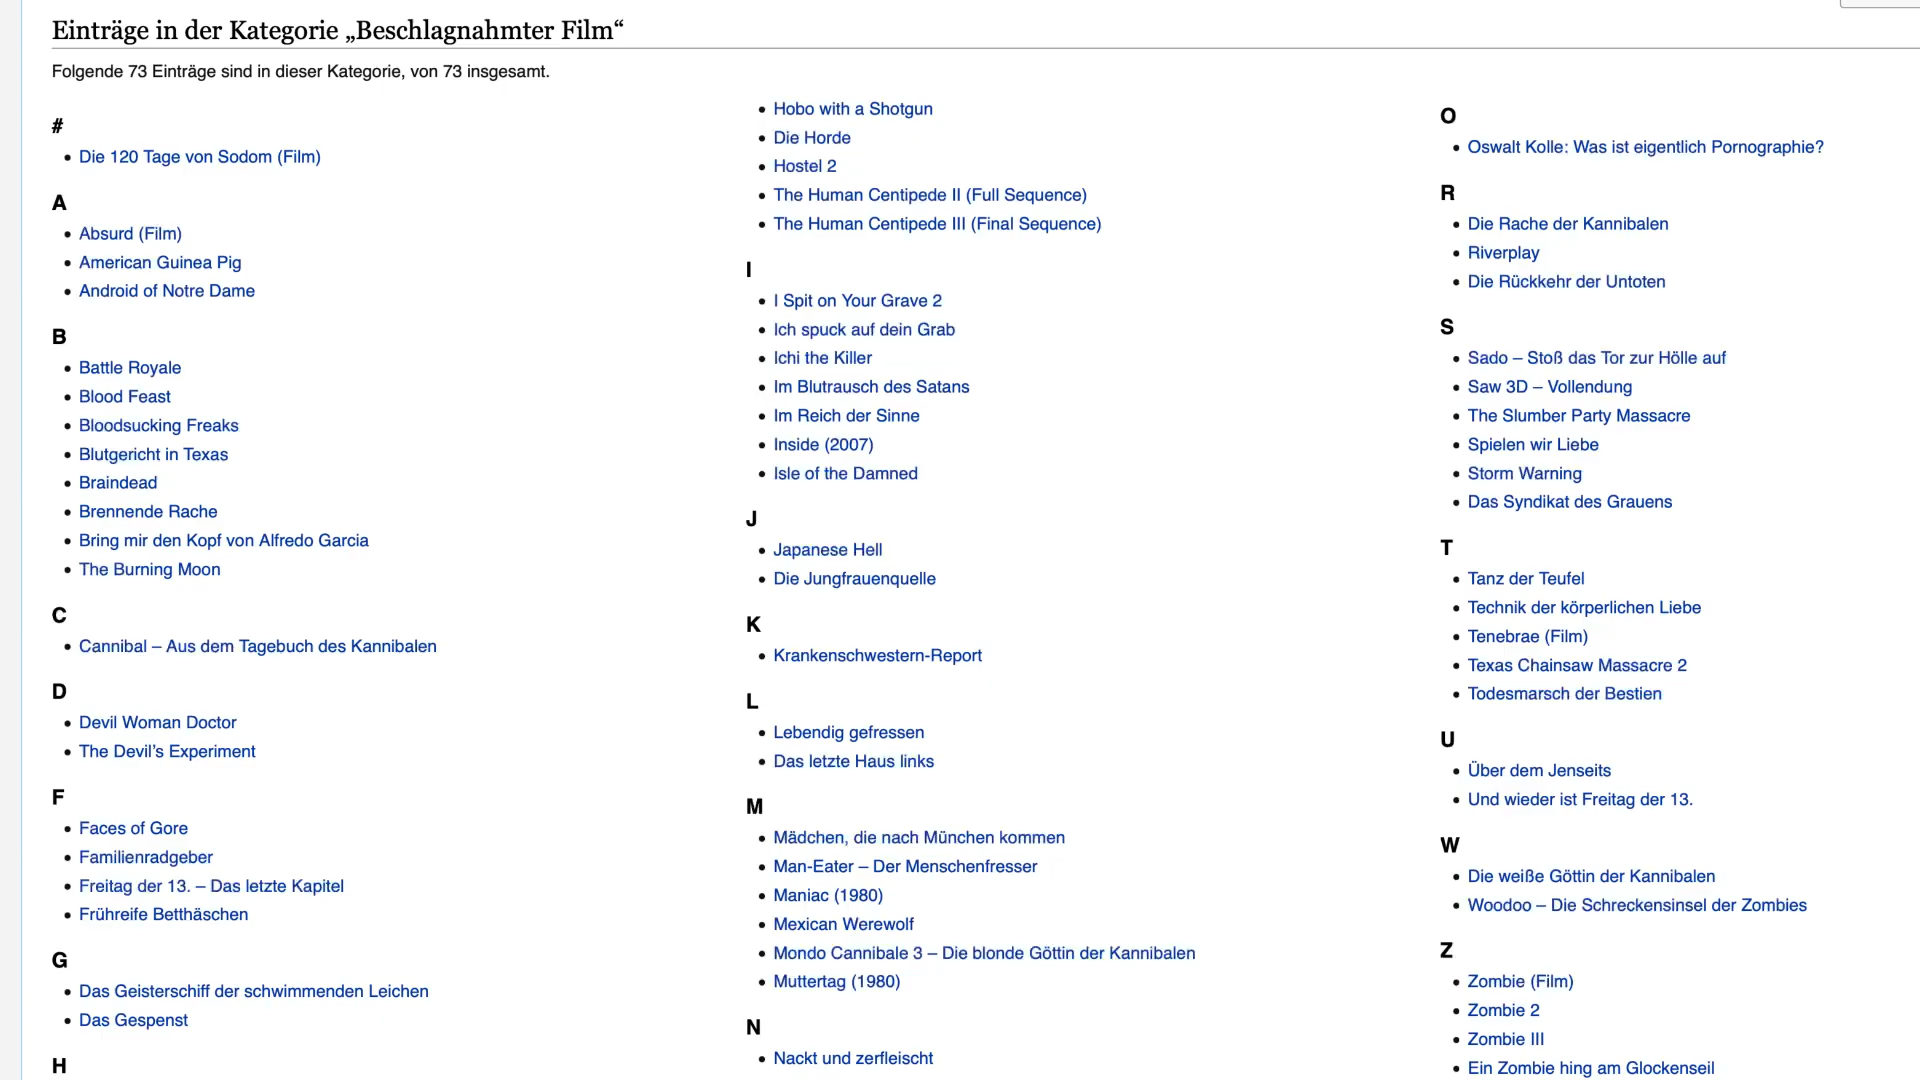 Einträge in der Kategorie „Beschlagnahmter Film“
Folgende 73 Einträge sind in dieser Kategorie, von 73 insgesamt.
#
Die 120 Tage von Sodom (Film)
A
Absurd (Film)
American Guinea Pig
Android of Notre Dame
B
Battle Royale
Blood Feast
Bloodsucking Freaks
Blutgericht in Texas
Braindead
Brennende Rache
Bring mir den Kopf von Alfredo Garcia
The Burning Moon
C
Cannibal – Aus dem Tagebuch des Kannibalen
D
Devil Woman Doctor
The Devil’s Experiment
F
Faces of Gore
Familienradgeber
Freitag der 13. – Das letzte Kapitel
Frühreife Betthäschen
G
Das Geisterschiff der schwimmenden Leichen
Das Gespenst
H
Hobo with a Shotgun
Die Horde
Hostel 2
The Human Centipede II (Full Sequence)
The Human Centipede III (Final Sequence)
I
I Spit on Your Grave 2
Ich spuck auf dein Grab
Ichi the Killer
Im Blutrausch des Satans
Im Reich der Sinne
Inside (2007)
Isle of the Damned
J
Japanese Hell
Die Jungfrauenquelle
K
Krankenschwestern-Report
L
Lebendig gefressen
Das letzte Haus links
M
Mädchen, die nach München kommen
Man-Eater – Der Menschenfresser
Maniac (1980)
Mexican Werewolf
Mondo Cannibale 3 – Die blonde Göttin der Kannibalen
Muttertag (1980)
N
Nackt und zerfleischt
O
Oswalt Kolle: Was ist eigentlich Pornographie?
R
Die Rache der Kannibalen
Riverplay
Die Rückkehr der Untoten
S
Sado – Stoß das Tor zur Hölle auf
Saw 3D – Vollendung
The Slumber Party Massacre
Spielen wir Liebe
Storm Warning
Das Syndikat des Grauens
T
Tanz der Teufel
Technik der körperlichen Liebe
Tenebrae (Film)
Texas Chainsaw Massacre 2
Todesmarsch der Bestien
U
Über dem Jenseits
Und wieder ist Freitag der 13.
W
Die weiße Göttin der Kannibalen
Woodoo – Die Schreckensinsel der Zombies
Z
Zombie (Film)
Zombie 2
Zombie III
Ein Zombie hing am Glockenseil